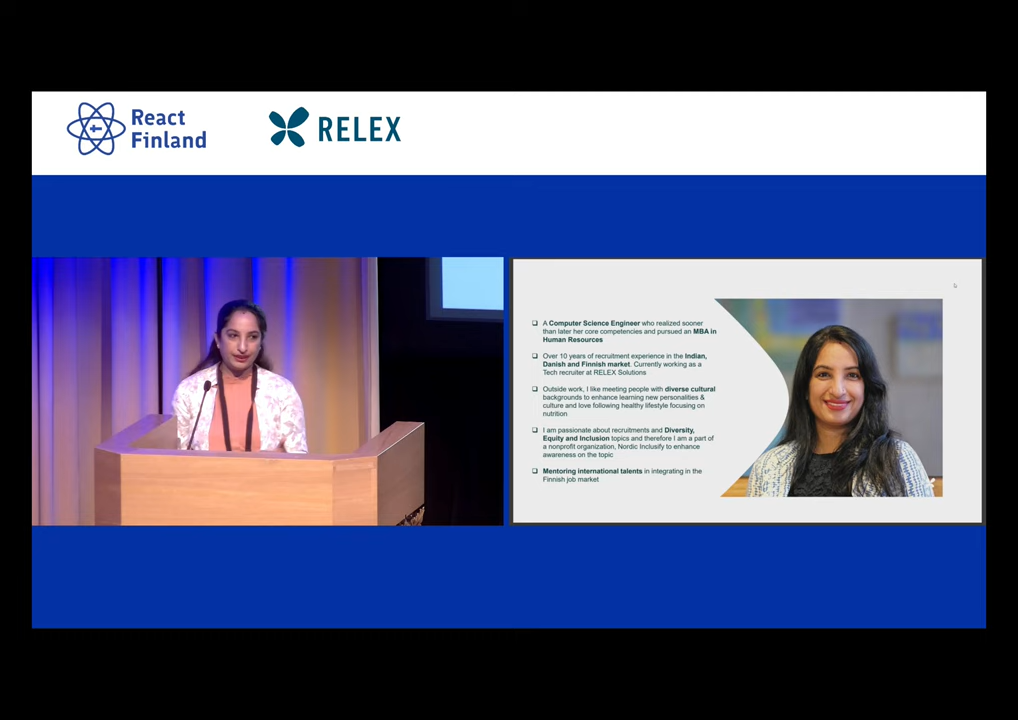 React
Finland
RELEX
A Computer Science Engineer who realized sooner
than later her core competencies and pursued an MBA in
Human Resources
Over 10 years of recruitment experience in the Indian,
Danish and Finnish market. Currently working as a
Tech recruiter at RELEX Solutions
Outside work, I like meeting people with diverse cultural
backgrounds to enhance learning new personalities &
culture and love following healthy lifestyle focusing on
nutrition
I am passionate about recruitments and Diversity,
Equity and Inclusion topics and therefore I am a part of
a nonprofit organization, Nordic Inclusify to enhance
awareness on the topic
Mentoring international talents in integrating in the
Finnish job market